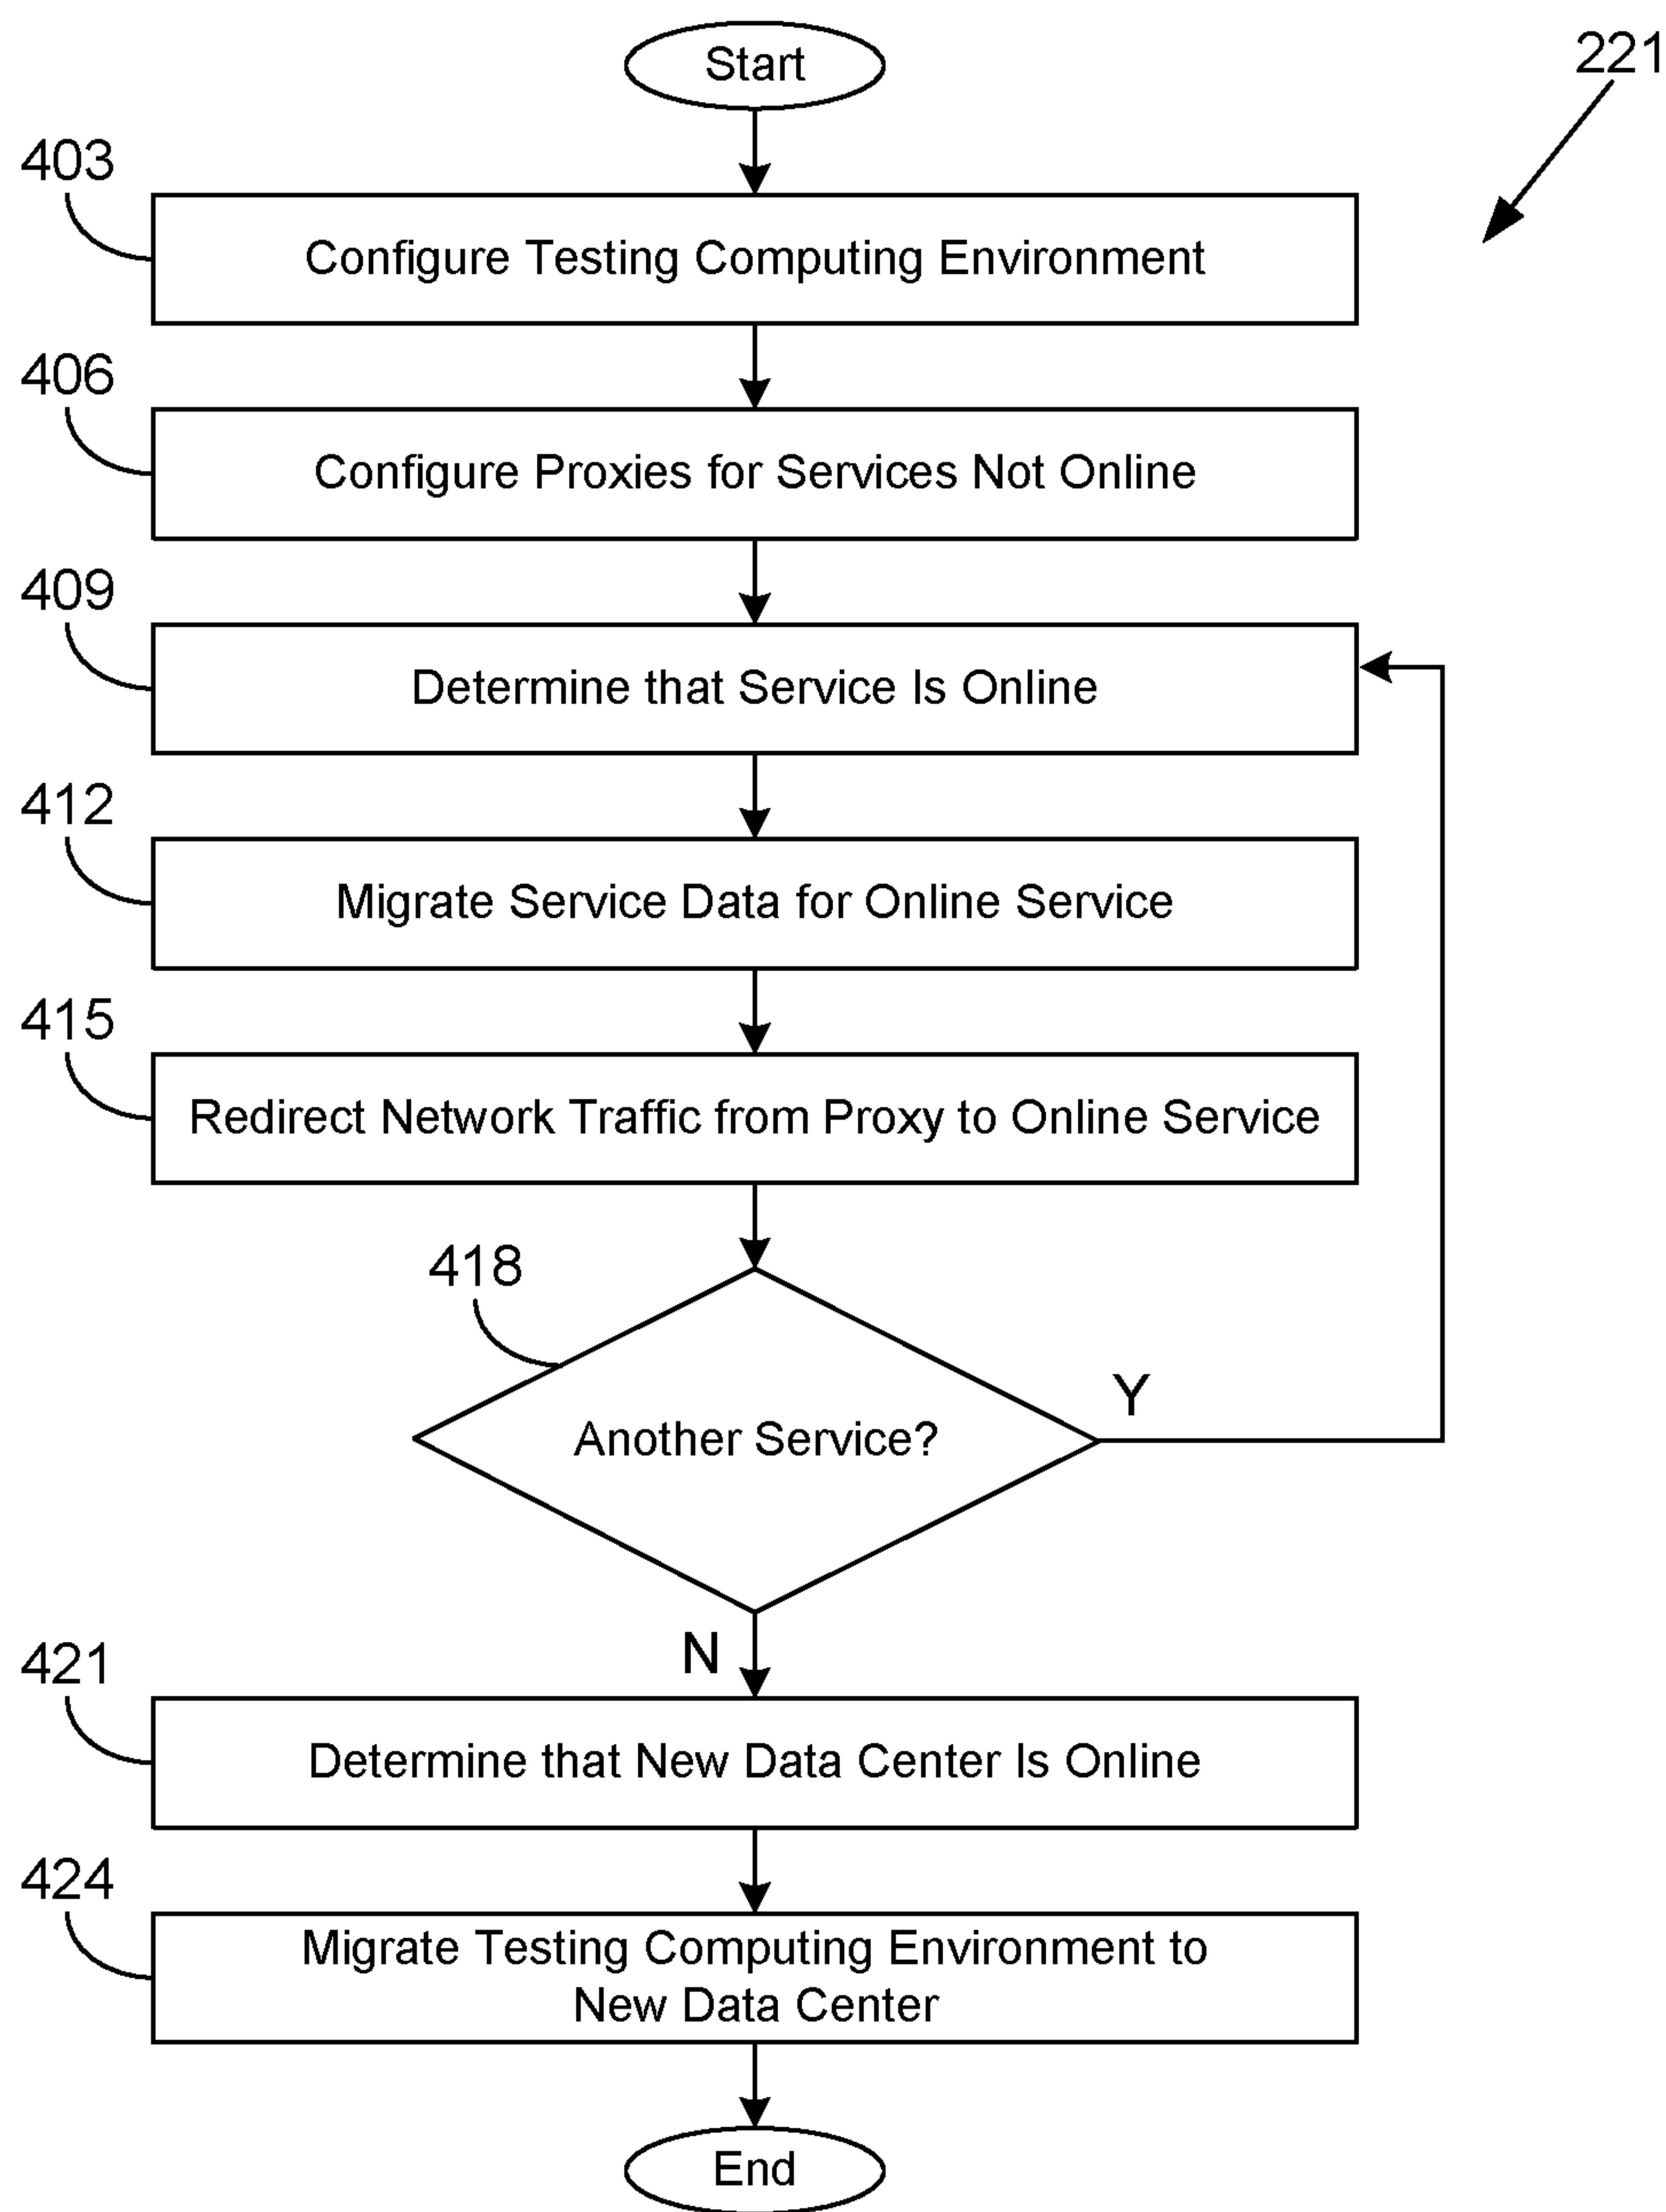 Start
221
403
Configure Testing Computing Environment
406
Configure Proxies for Services Not Online
409
Determine that Service Is Online
412
Migrate Service Data for Online Service
415
Redirect Network Traffic from Proxy to Online Service
418
Another Service?
Y
N
421
Determine that New Data Center Is Online
424
Migrate Testing Computing Environment to
New Data Center
End